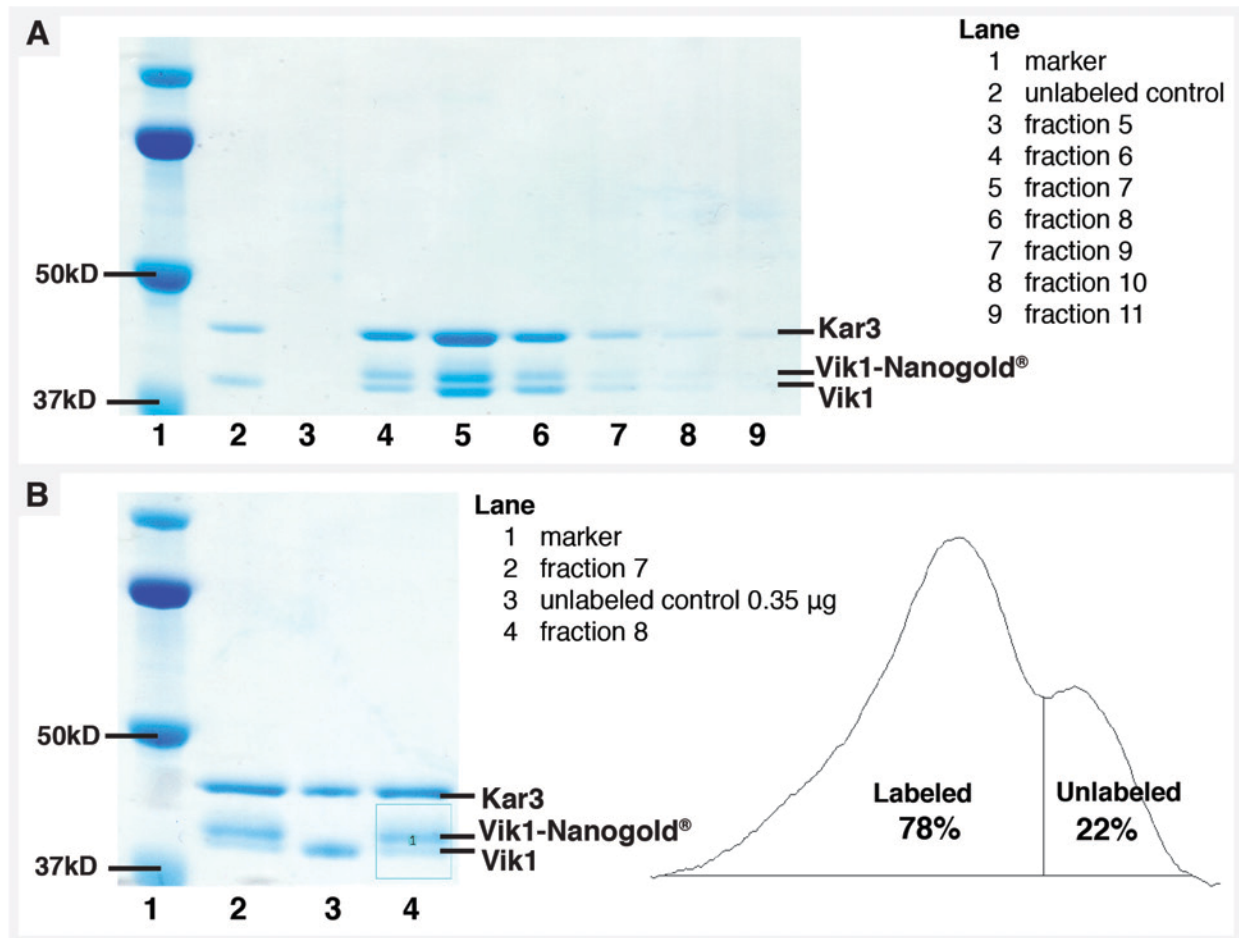 A
Lane
1 marker
2 unlabeled control
3 fraction 5
4 fraction 6
5 fraction 7
6 fraction 8
7 fraction 9
8 fraction 10
9 fraction 11
50kD
37kD
Kar3
Vik1-Nanogold®
Vik1
1 2 3 4 5 6 7 8 9
B
Lane
1 marker
2 fraction 7
3 unlabeled control 0.35 µg
4 fraction 8
50kD
37kD
Kar3
Vik1-Nanogold®
Vik1
1
1 2 3 4
Labeled
78%
Unlabeled
22%